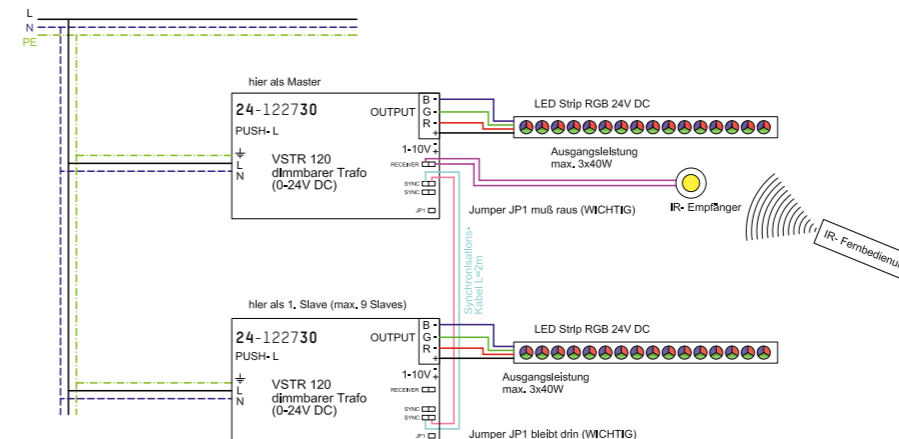 L
N
PE
hier als Master
24-122730
PUSH-L
L
N
VSTR 120
dimmbarer Trafo
(0-24V DC)
OUTPUT
B -
G -
R -
+
1-10V - +
RECEIVER
SYNC
SYNC
JP1
LED Strip RGB 24V DC
Ausgangsleistung
max. 3x40W
IR- Empfänger
IR- Fernbedienun
Jumper JP1 muß raus (WICHTIG)
Synchronisations-
Kabel L=2m
hier als 1. Slave (max. 9 Slaves)
24-122730
PUSH-L
L
N
VSTR 120
dimmbarer Trafo
(0-24V DC)
OUTPUT
B -
G -
R -
+
1-10V - +
RECEIVER
SYNC
SYNC
JP1
LED Strip RGB 24V DC
Ausgangsleistung
max. 3x40W
Jumper JP1 bleibt drin (WICHTIG)